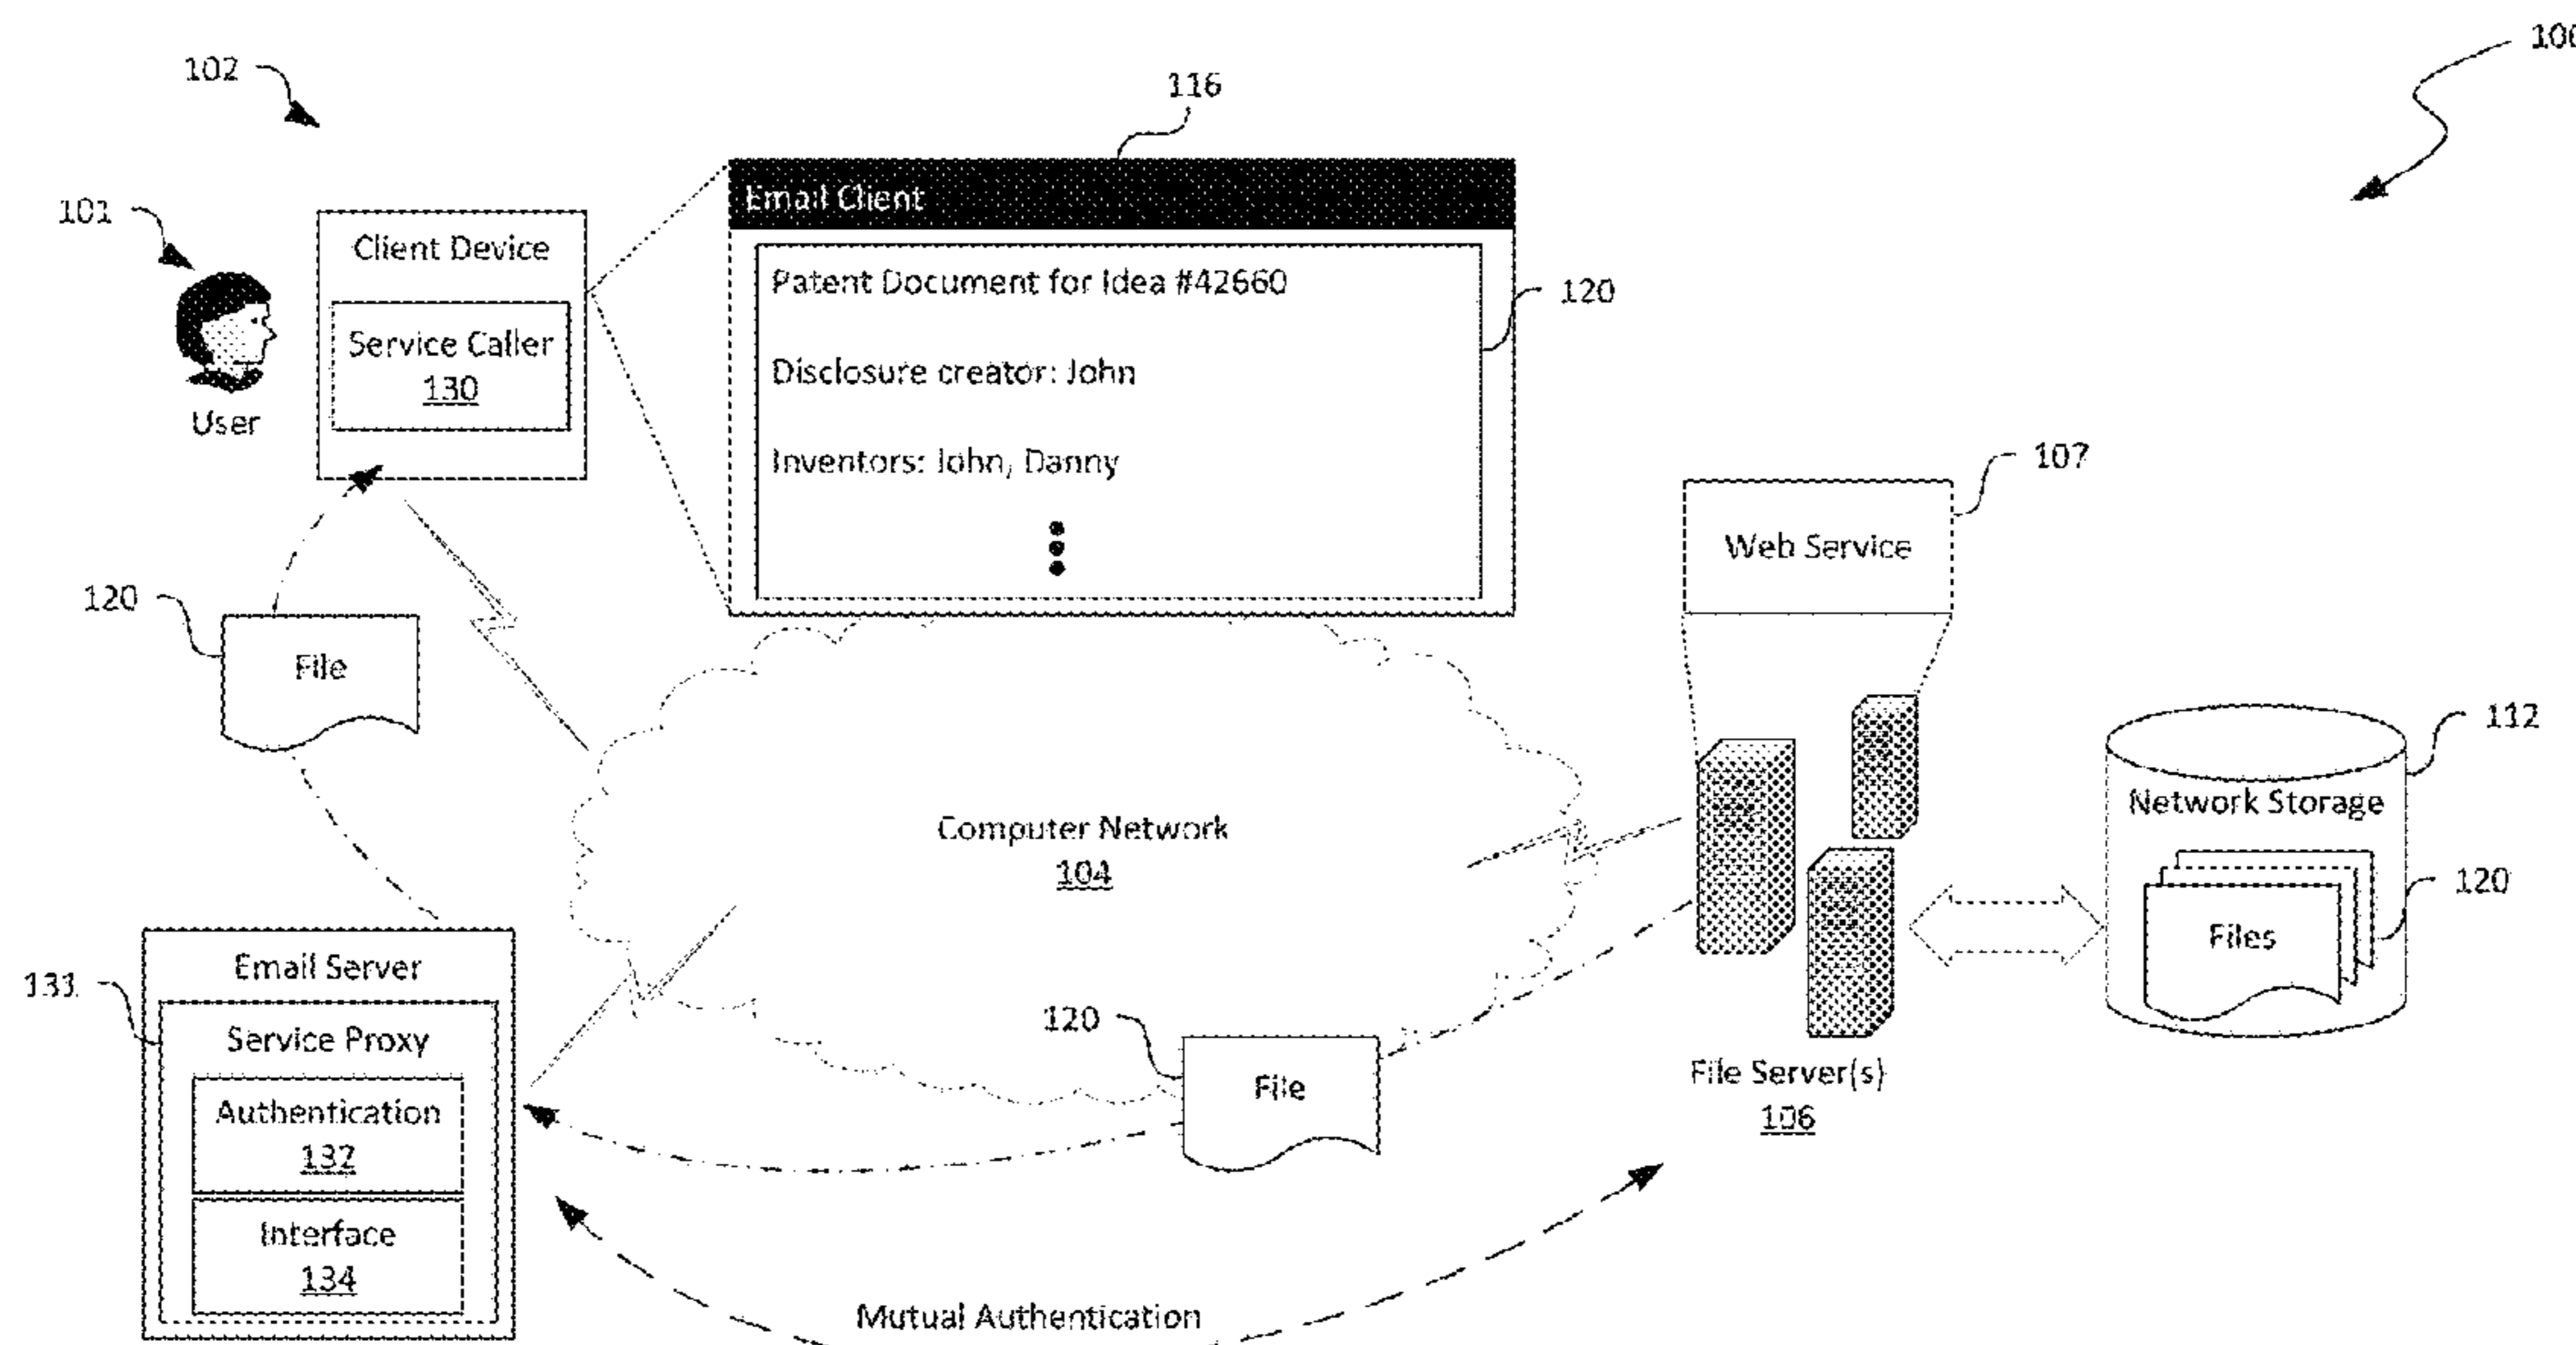 100
102
116
Email Client
101
Client Device
Patent Document for Idea #42660
120
Service Caller
130
Disclosure creator: John
User
Inventors: John, Danny
107
Web Service
120
File
112
Network Storage
Computer Network
104
120
Files
Email Server
131
Service Proxy
120
File
File Server(s)
106
Authentication
132
Interface
134
Mutual Authentication